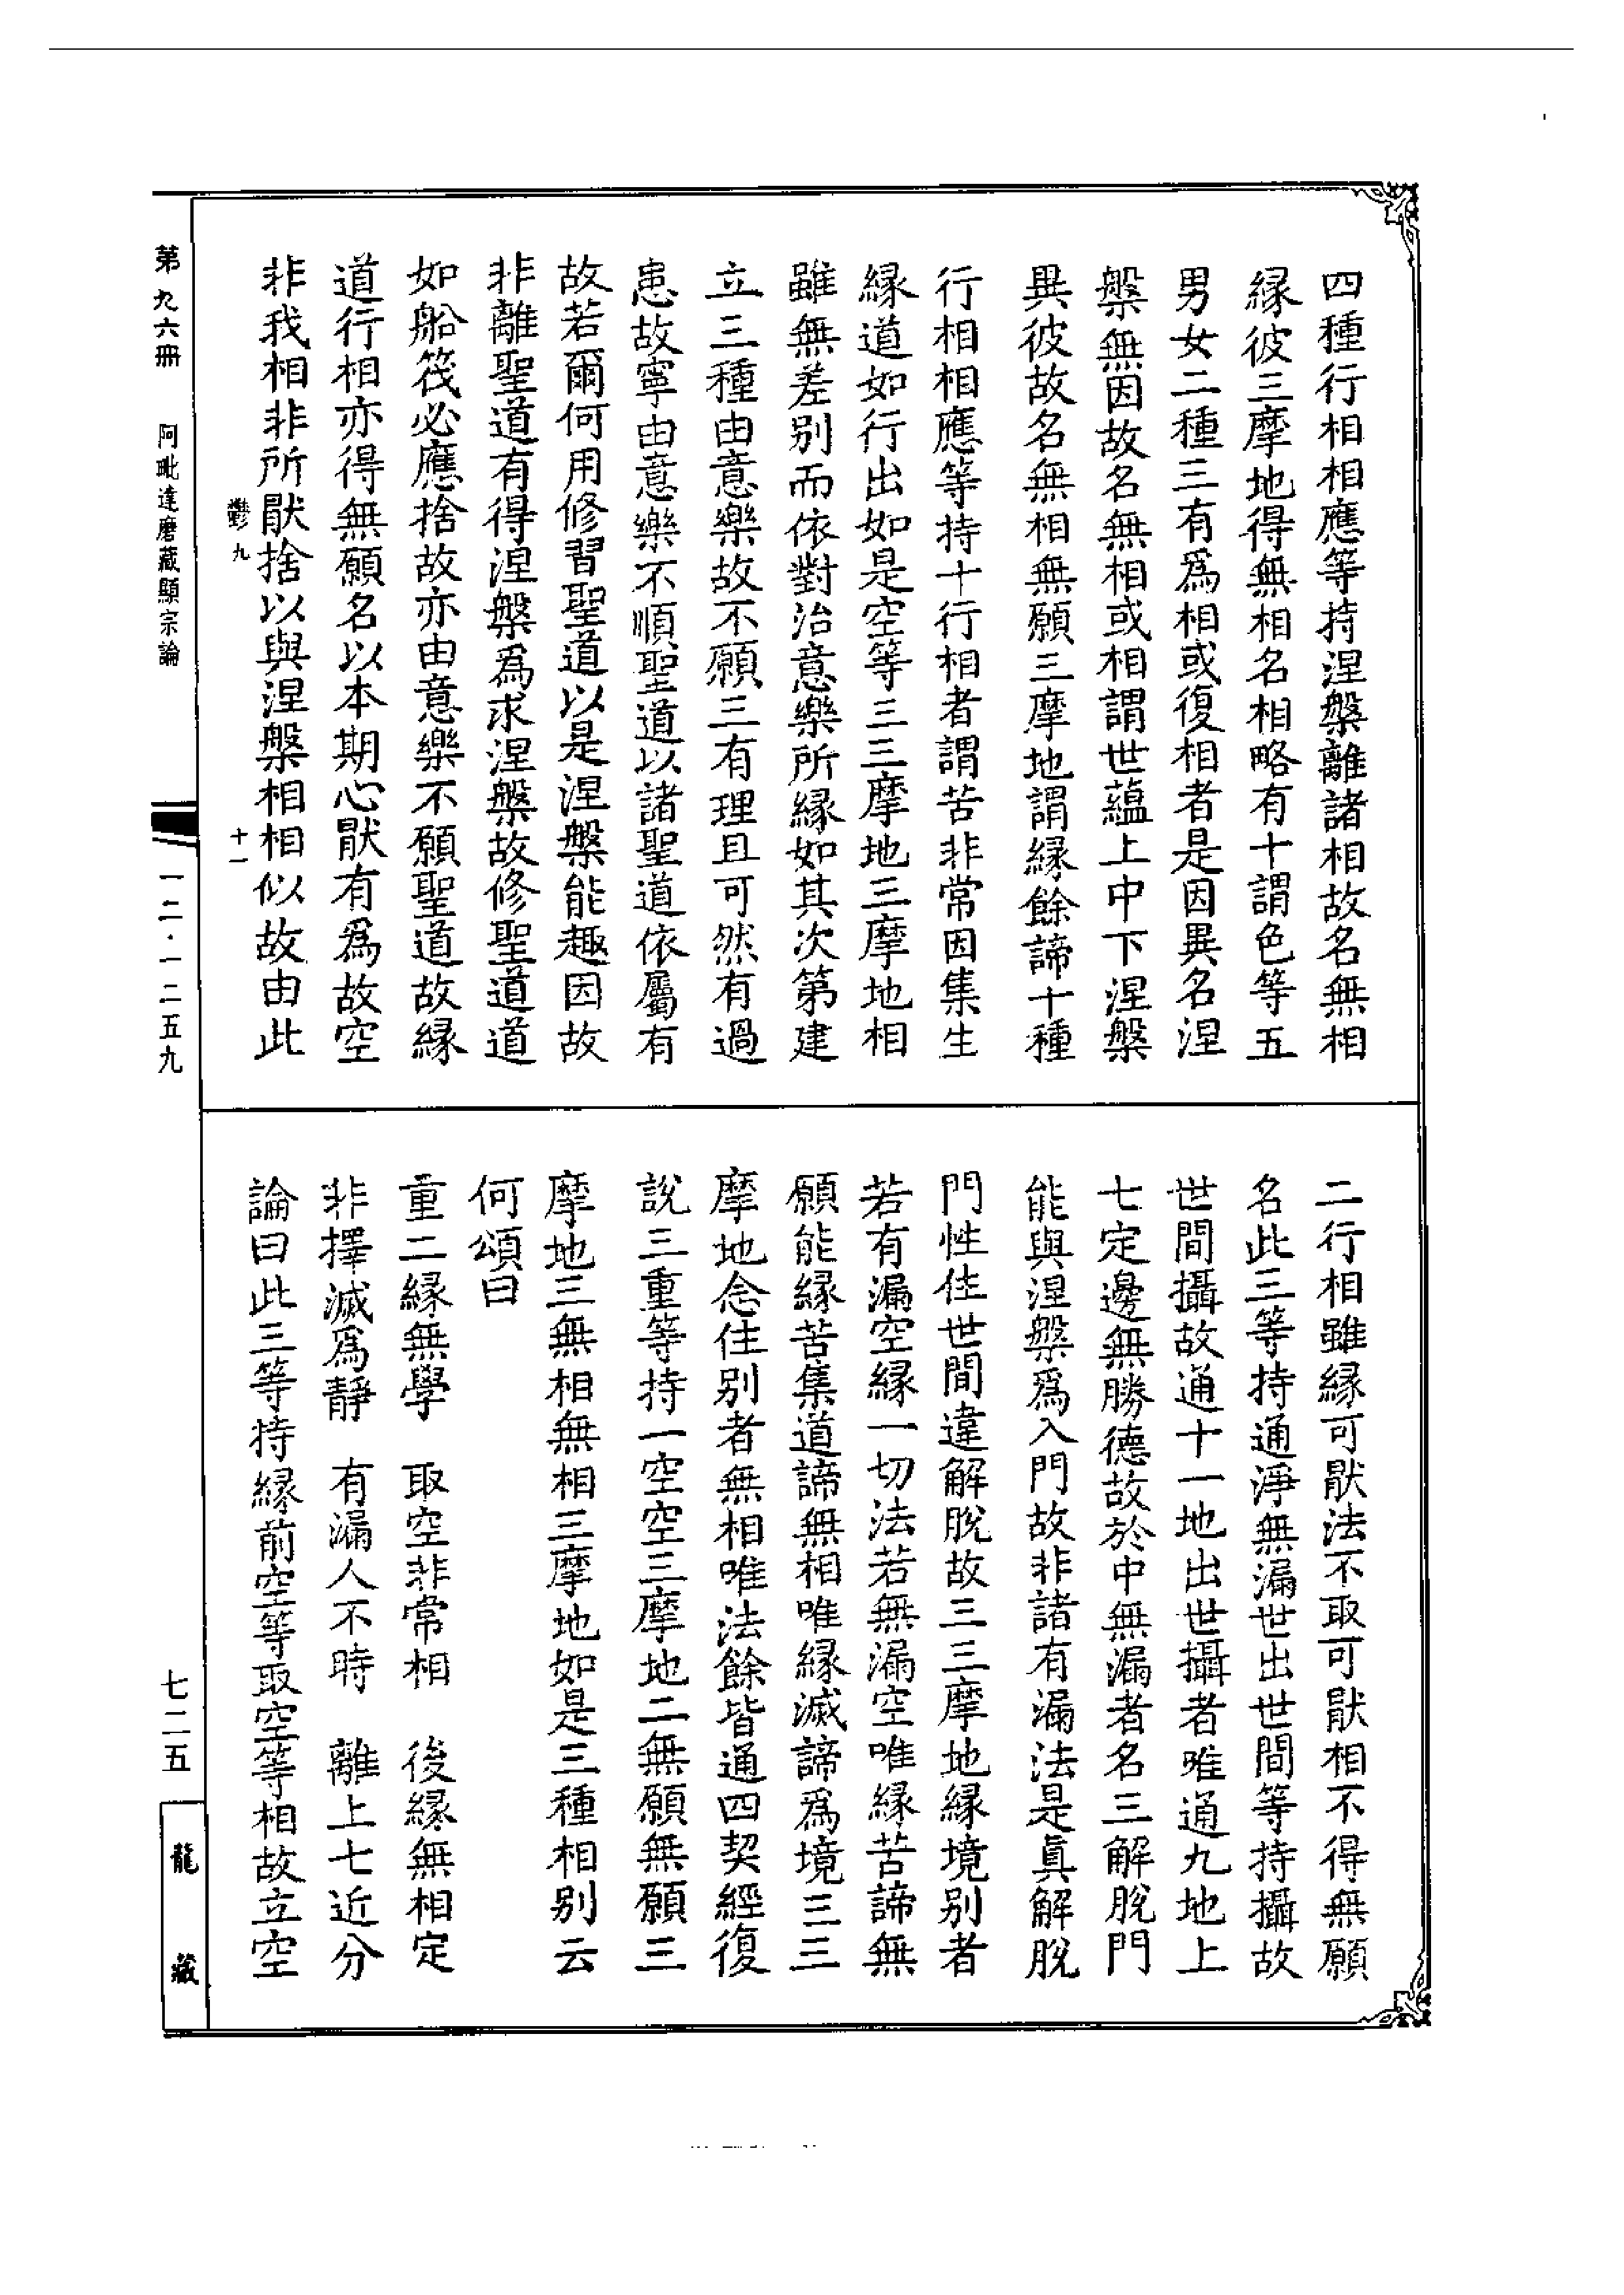 四種行相相應等持涅槃離諸相故名無相
緣彼三摩地得無相名相略有十謂色等五
男女二種三有爲相或復相者是因異名涅
槃無因故名無相或相謂世蘊上中下涅槃
異彼故名無相無願三摩地謂緣餘諦十種
行相相應等持十行相者謂苦非常因集生
緣道如行出如是空等三三摩地三摩地相
雖無差別而依對治意樂所緣如其次第建
立三種由意樂故不願三有理且可然有過
患故寧由意樂不順聖道以諸聖道依屬有
故若爾何用修習聖道以是涅槃能趣因故
非離聖道有得涅槃爲求涅槃故修聖道道
如船筏必應捨故亦由意樂不願聖道故緣
道行相亦得無願名以本期心厭有爲故空
非我相非所厭捨以與涅槃相相似故由此
鬱九
十一
二行相雖緣可厭法不取可厭相不得無願
名此三等持通淨無漏世出世間等持攝故
世間攝故通十一地出世攝者唯通九地上
七定邊無勝德故於中無漏者名三解脫門
能與涅槃爲入門故非諸有漏法是眞解脫
門性住世間違解脫故三三摩地緣境別者
若有漏空緣一切法若無漏空唯緣苦諦無
願能緣苦集道諦無相唯緣滅諦爲境三三
摩地念住別者無相唯法餘皆通四契經復
說三重等持一空空三摩地二無願無願三
摩地三無相無相三摩地如是三種相別云
何頌曰
重二緣無學　取空非常相　後緣無相定
非擇滅爲靜　有漏人不時　離上七近分
論曰此三等持緣前空等取空等相故立空
第九六冊
阿毗達磨藏顯宗論
一二·一二五九
七二五
龍藏